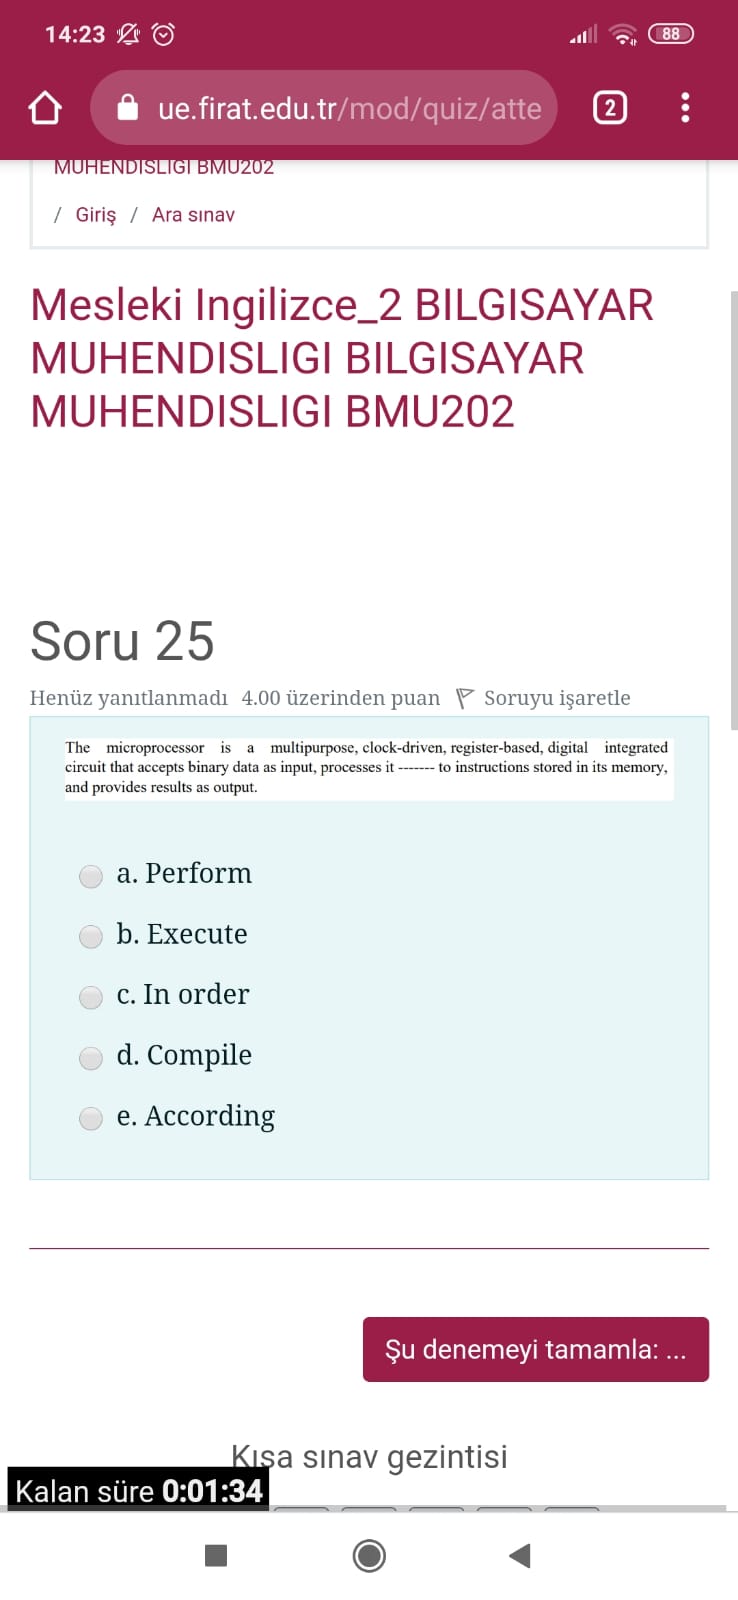 14:23
88
ue.firat.edu.tr/mod/quiz/atte
2
MUHENDISLIGI BMU202
/ Giriş / Ara sınav
Mesleki Ingilizce_2 BILGISAYAR
MUHENDISLIGI BILGISAYAR
MUHENDISLIGI BMU202
Soru 25
Henüz yanıtlanmadı 4.00 üzerinden puan Soruyu işaretle
The microprocessor is a multipurpose, clock-driven, register-based, digital integrated
circuit that accepts binary data as input, processes it ------- to instructions stored in its memory,
and provides results as output.
a. Perform
b. Execute
c. In order
d. Compile
e. According
Şu denemeyi tamamla: ...
Kısa sınav gezintisi
Kalan süre 0:01:34